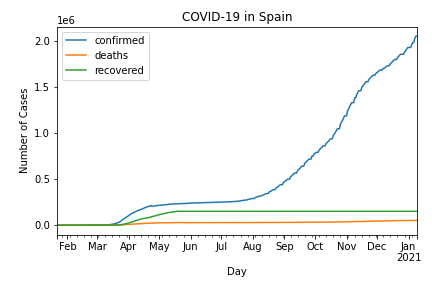 COVID-19 in Spain
1e6
confirmed
deaths
recovered
2.0
1.5
1.0
0.5
0.0
Number of Cases
Feb Mar Apr May Jun Jul Aug Sep Oct Nov Dec Jan
2021
Day